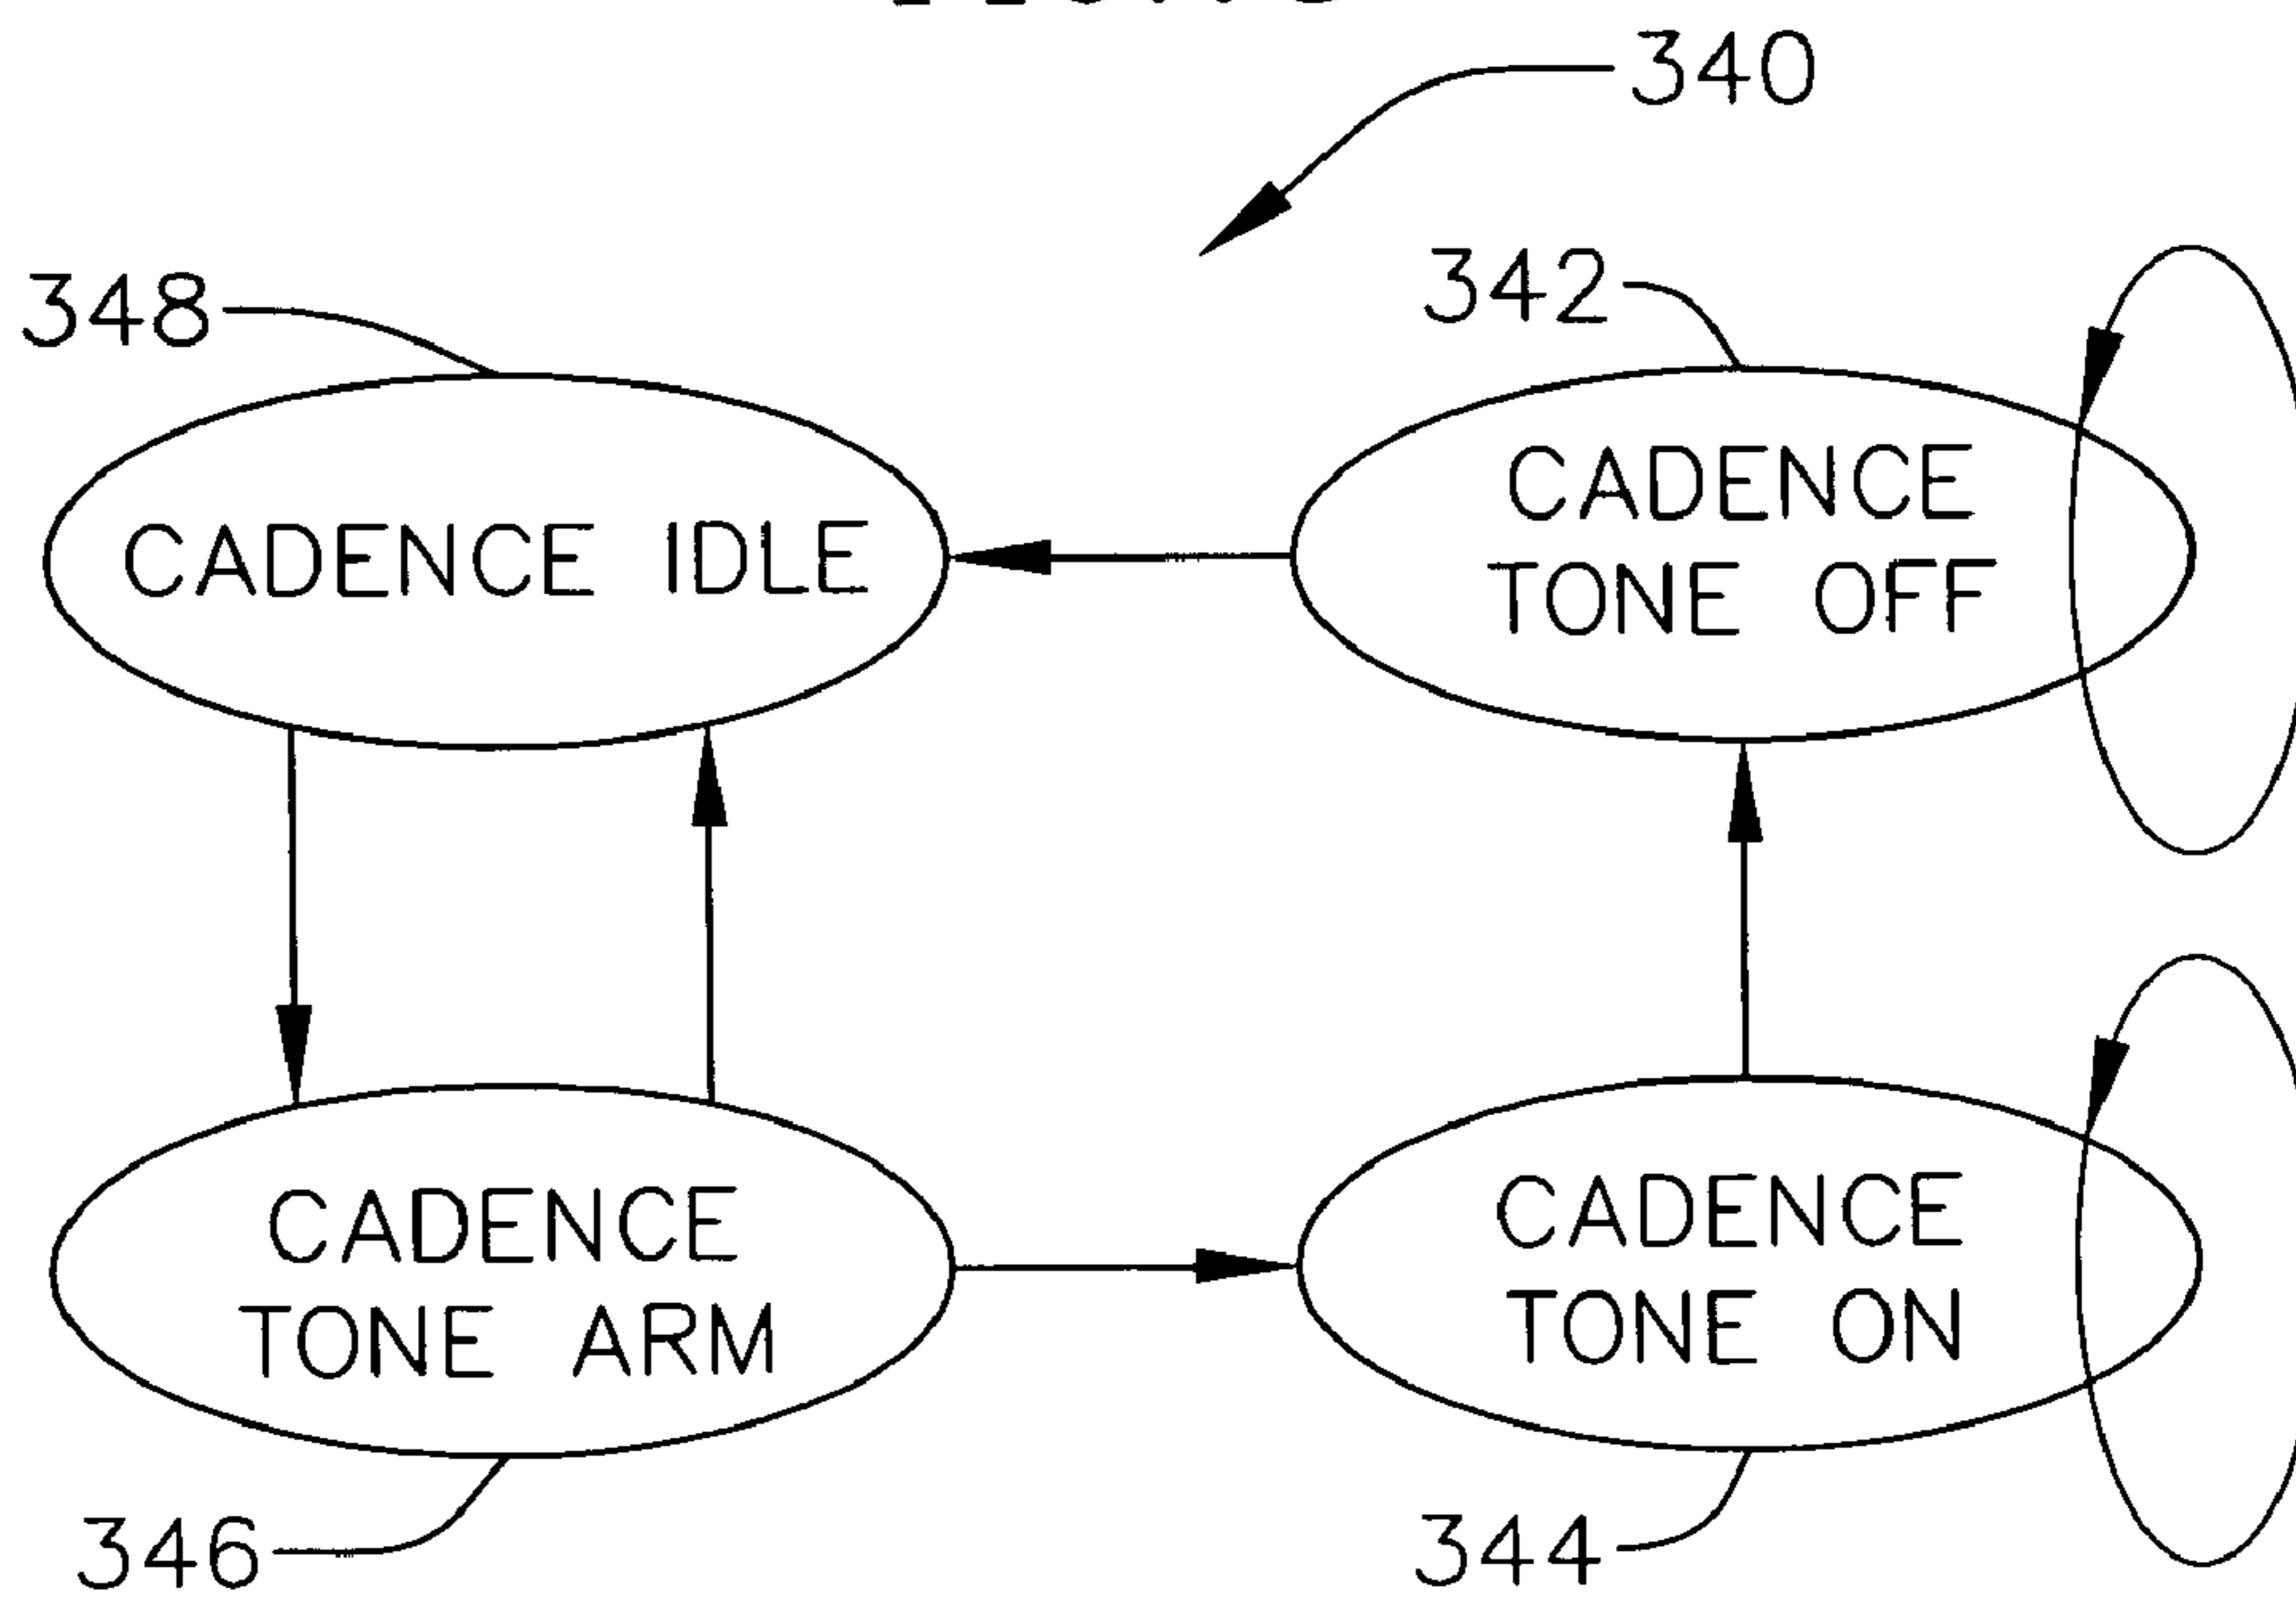 340
348
342
CADENCE IDLE
CADENCE
TONE OFF
CADENCE
TONE ARM
CADENCE
TONE ON
346
344